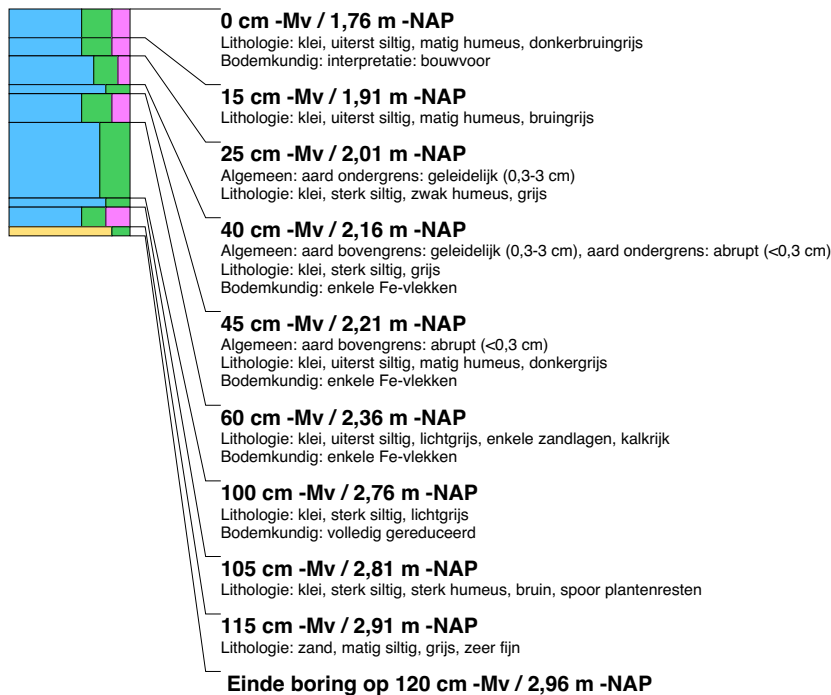 0 cm -Mv / 1,76 m -NAP
Lithologie: klei, uiterst siltig, matig humeus, donkerbruingrijs
Bodemkundig: interpretatie: bouwvoor
15 cm -Mv / 1,91 m -NAP
Lithologie: klei, uiterst siltig, matig humeus, bruingrijs
25 cm -Mv / 2,01 m -NAP
Algemeen: aard ondergrens: geleidelijk (0,3-3 cm)
Lithologie: klei, sterk siltig, zwak humeus, grijs
40 cm -Mv / 2,16 m -NAP
Algemeen: aard bovengrens: geleidelijk (0,3-3 cm), aard ondergrens: abrupt (<0,3 cm)
Lithologie: klei, sterk siltig, grijs
Bodemkundig: enkele Fe-vlekken
45 cm -Mv / 2,21 m -NAP
Algemeen: aard bovengrens: abrupt (<0,3 cm)
Lithologie: klei, uiterst siltig, matig humeus, donkergrijs
Bodemkundig: enkele Fe-vlekken
60 cm -Mv / 2,36 m -NAP
Lithologie: klei, uiterst siltig, lichtgrijs, enkele zandlagen, kalkrijk
Bodemkundig: enkele Fe-vlekken
100 cm -Mv / 2,76 m -NAP
Lithologie: klei, sterk siltig, lichtgrijs
Bodemkundig: volledig gereduceerd
105 cm -Mv / 2,81 m -NAP
Lithologie: klei, sterk siltig, sterk humeus, bruin, spoor plantenresten
115 cm -Mv / 2,91 m -NAP
Lithologie: zand, matig siltig, grijs, zeer fijn
Einde boring op 120 cm -Mv / 2,96 m -NAP